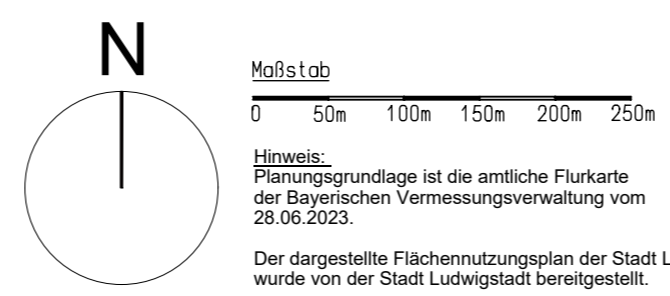 N
Maßstab
0 50m 100m 150m 200m 250m
Hinweis:
Planungsgrundlage ist die amtliche Flurkarte
der Bayerischen Vermessungsverwaltung vom
28.06.2023.
Der dargestellte Flächennutzungsplan der Stadt L
wurde von der Stadt Ludwigstadt bereitgestellt.